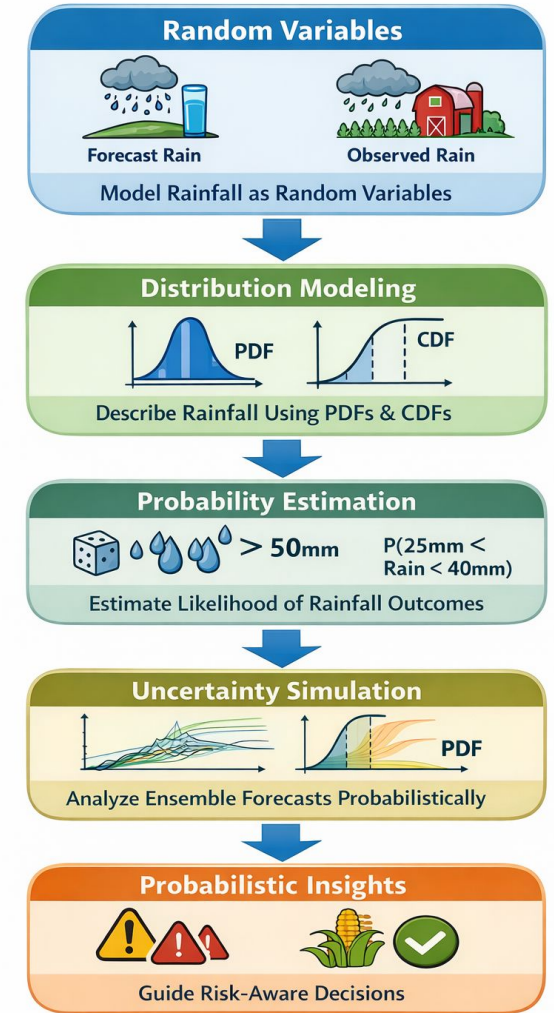 Random Variables
Forecast Rain
Observed Rain
Model Rainfall as Random Variables
Distribution Modeling
PDF
CDF
Describe Rainfall Using PDFs & CDFs
Probability Estimation
> 50mm
P(25mm <
Rain < 40mm)
Estimate Likelihood of Rainfall Outcomes
Uncertainty Simulation
PDF
Analyze Ensemble Forecasts Probabilistically
Probabilistic Insights
Guide Risk-Aware Decisions